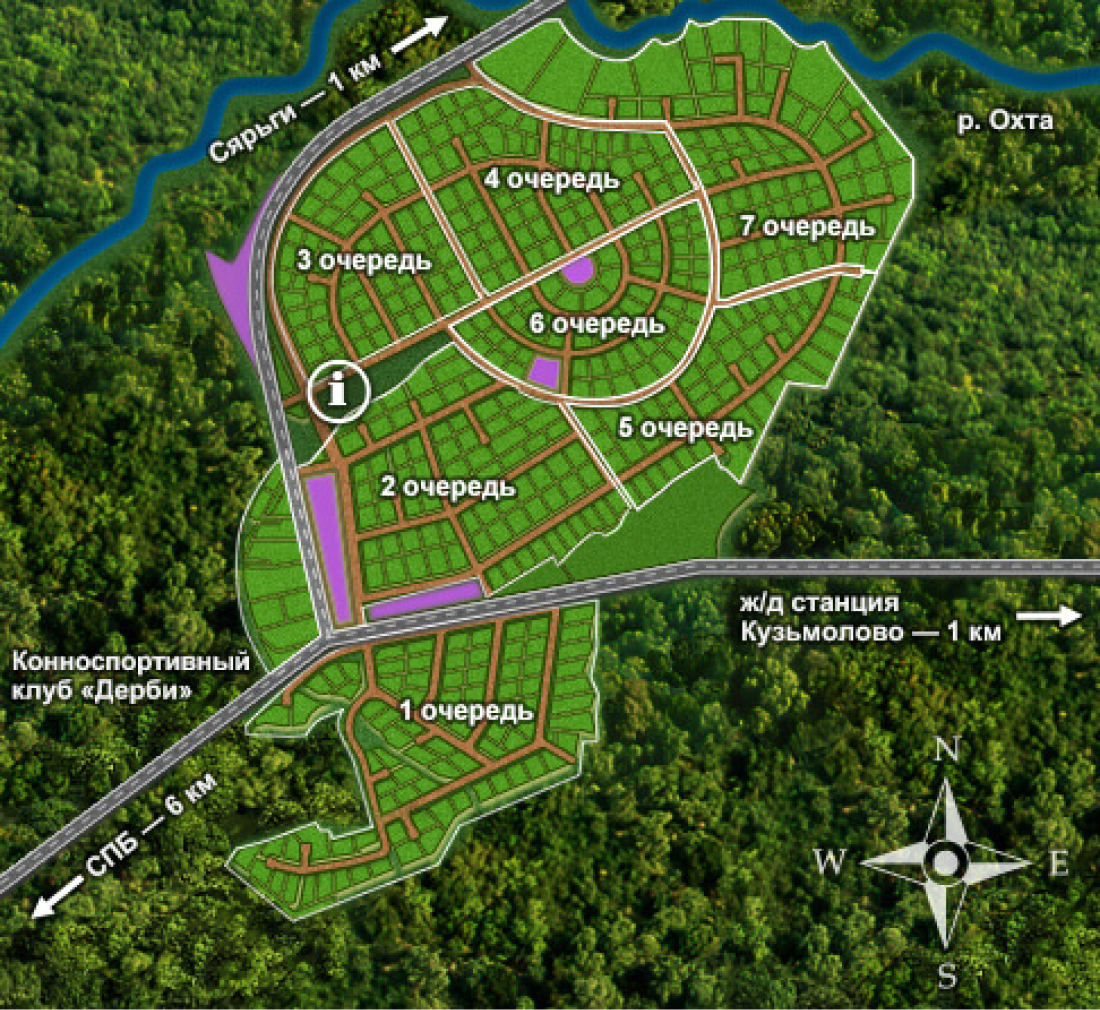 Сярьги — 1 км
р. Охта
4 очередь
7 очередь
3 очередь
6 очередь
i
5 очередь
2 очередь
ж/д станция
Кузьмолово — 1 км
Конноспортивный
клуб «Дерби»
1 очередь
СПБ — 6 км
N
W
E
S